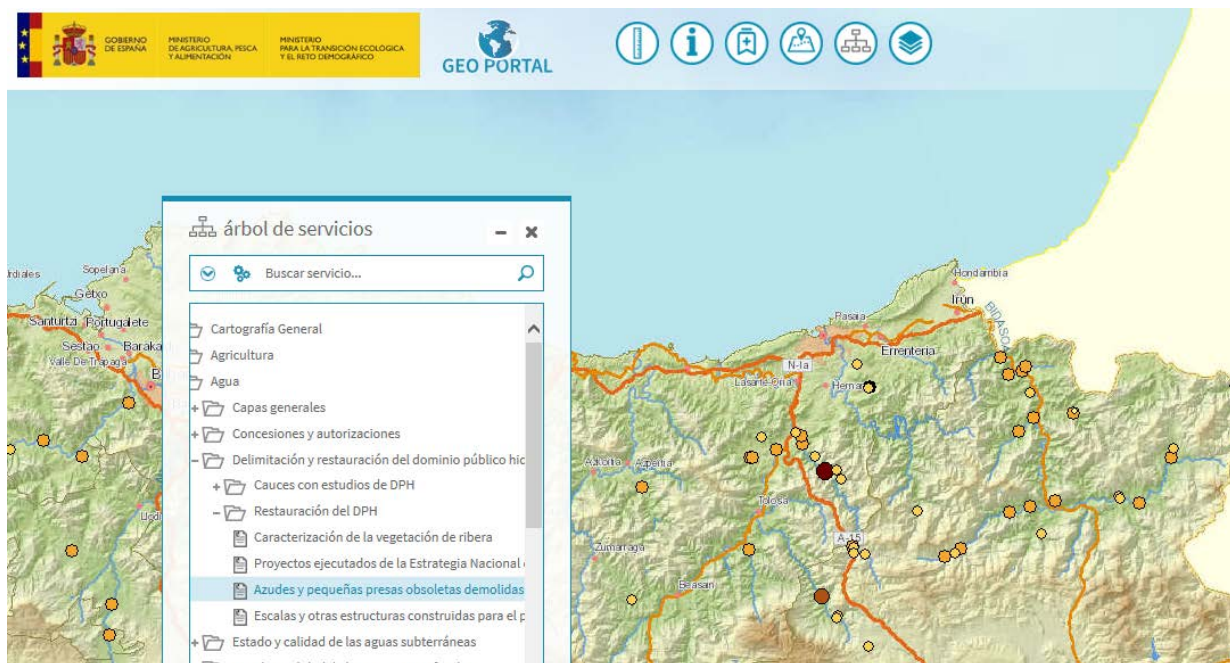 GOBIERNO
DE ESPAÑA
MINISTERIO
DE AGRICULTURA, PESCA
Y ALIMENTACIÓN
MINISTERIO
PARA LA TRANSICIÓN ECOLÓGICA
Y EL RETO DEMOGRÁFICO
GEO PORTAL
árbol de servicios
Buscar servicio...
Cartografía General
Agricultura
Agua
+ Capas generales
+ Concesiones y autorizaciones
- Delimitación y restauración del dominio público hid
+ Cauces con estudios de DPH
- Restauración del DPH
Caracterización de la vegetación de ribera
Proyectos ejecutados de la Estrategia Nacional
Azudes y pequeñas presas obsoletas demolidas
Escalas y otras estructuras construidas para el p
+ Estado y calidad de las aguas subterráneas
Sopelana
Getxo
Santurtzi
Portugalete
Sestao
Baraka
Valle De Trapaga
B
Hondarribia
Irun
BIDASOA
Pasaia
Errenteria
N-Ia
Lasarte-Oria
Hernani
Azkoitia
Azpeitia
Tolosa
Zumarraga
A-15
Beasain